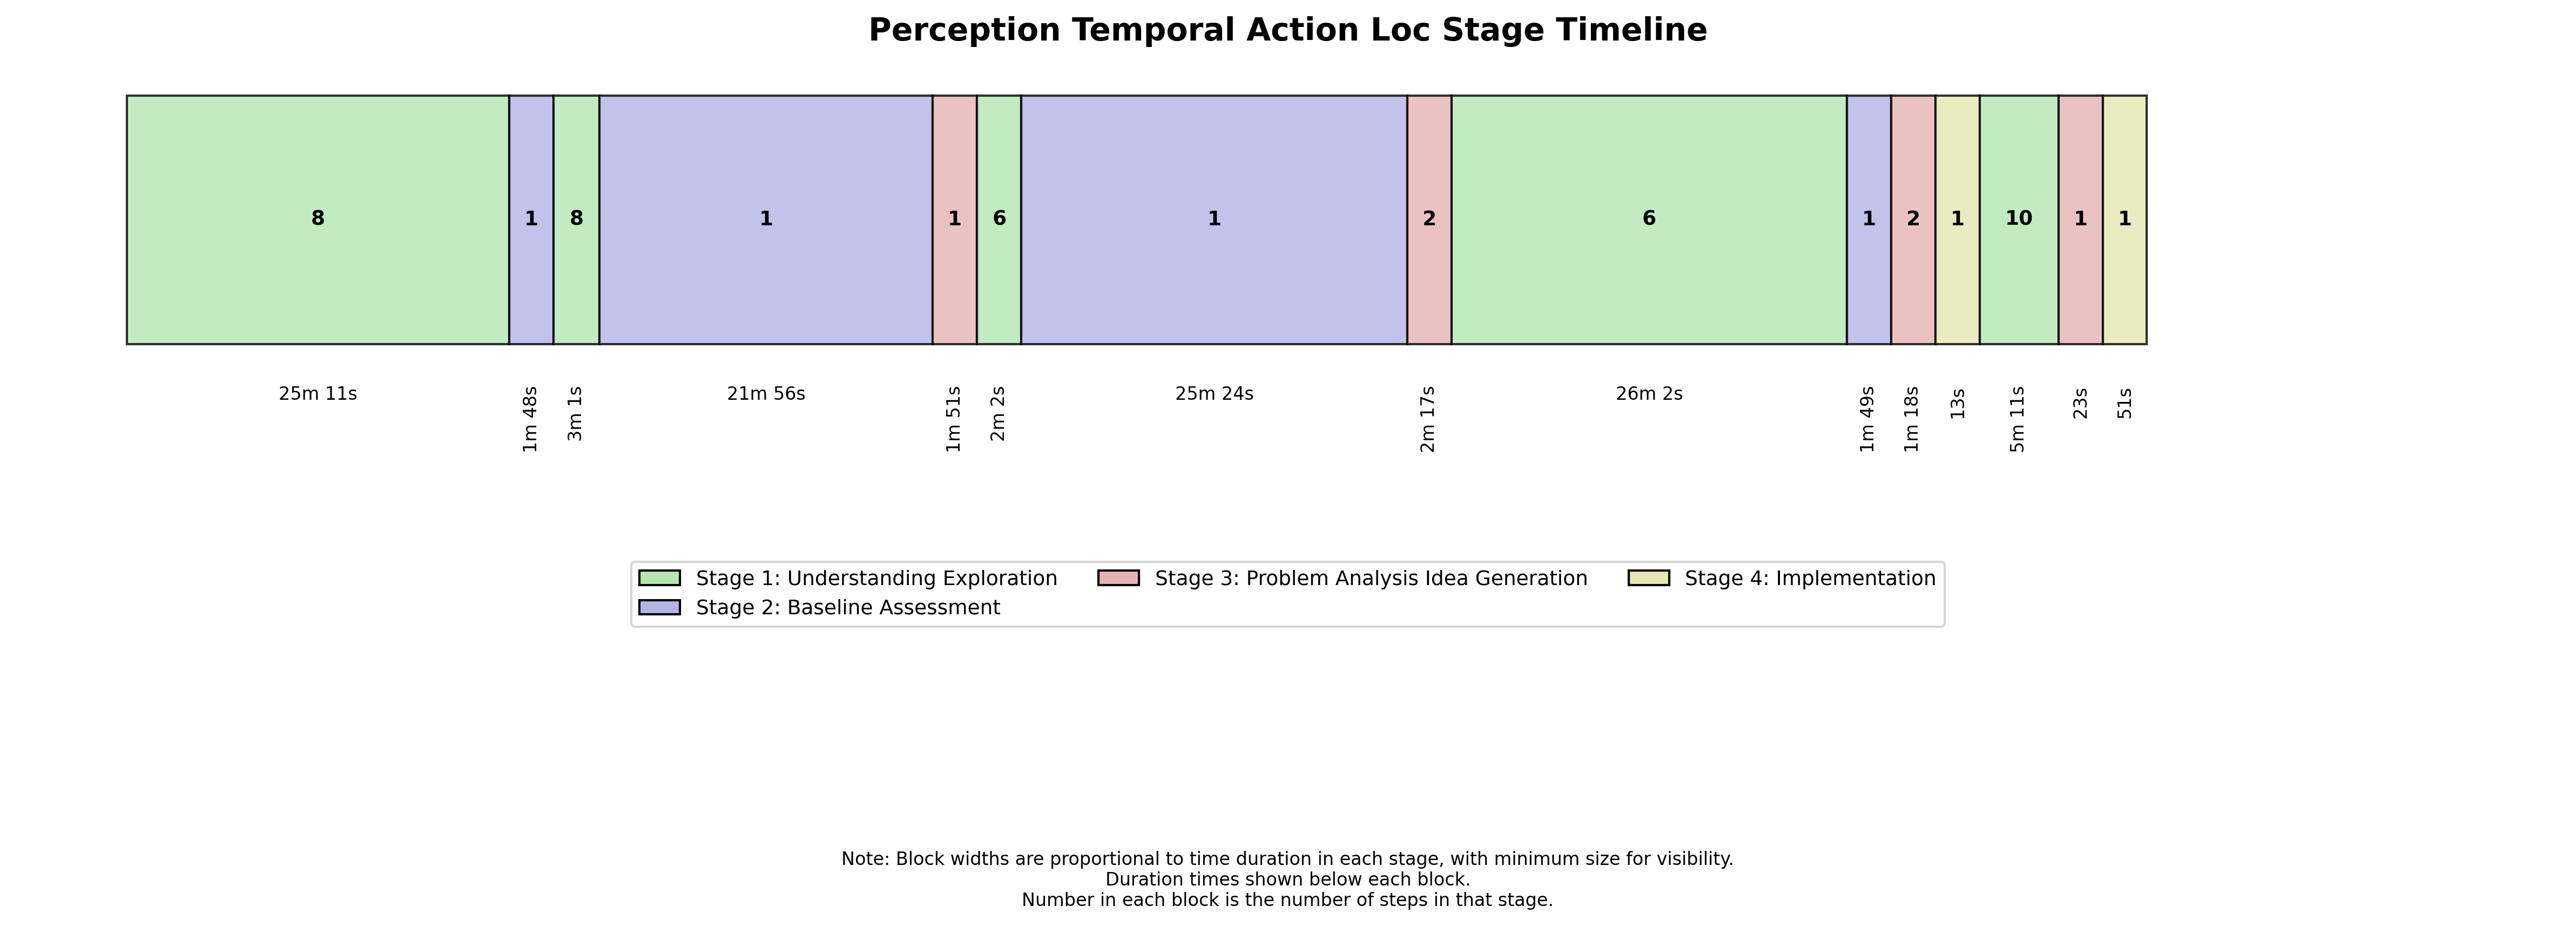 Perception Temporal Action Loc Stage Timeline
8 1 8 1 1 6 1 2 6 1 2 1 10 1 1
25m 11s 1m 48s 3m 1s 21m 56s 1m 51s 2m 2s 25m 24s 2m 17s 26m 2s 1m 49s 1m 18s 13s 5m 11s 23s 51s
Stage 1: Understanding Exploration Stage 3: Problem Analysis Idea Generation Stage 4: Implementation
Stage 2: Baseline Assessment
Note: Block widths are proportional to time duration in each stage, with minimum size for visibility.
Duration times shown below each block.
Number in each block is the number of steps in that stage.